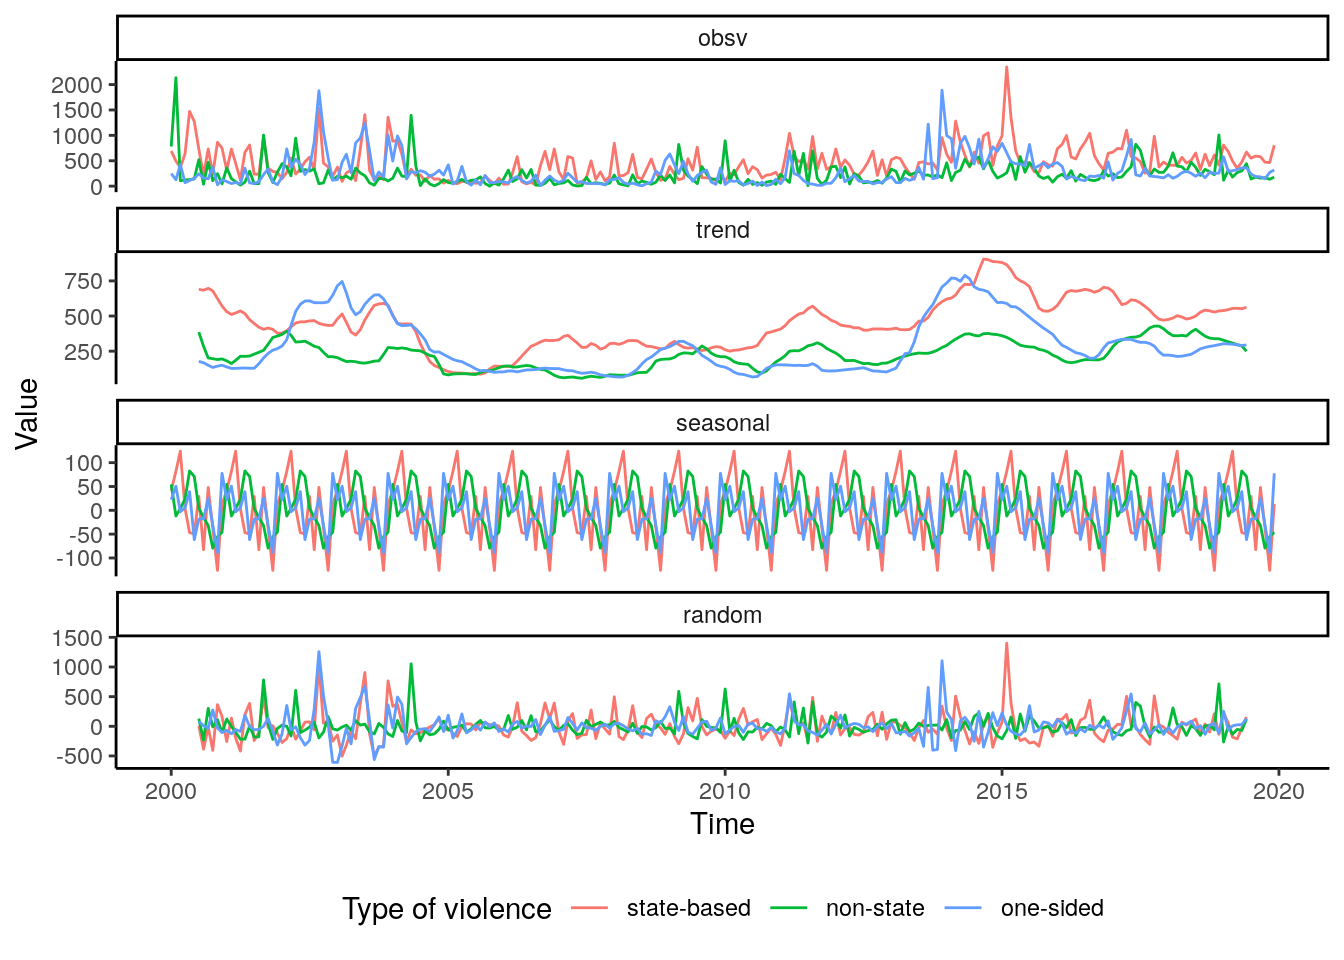 obsv
2000
1500
1000
500
0
trend
750
500
250
Value
seasonal
100
50
0
-50
-100
random
1500
1000
500
0
-500
2000 2005 2010 2015 2020
Time
Type of violence state-based non-state one-sided